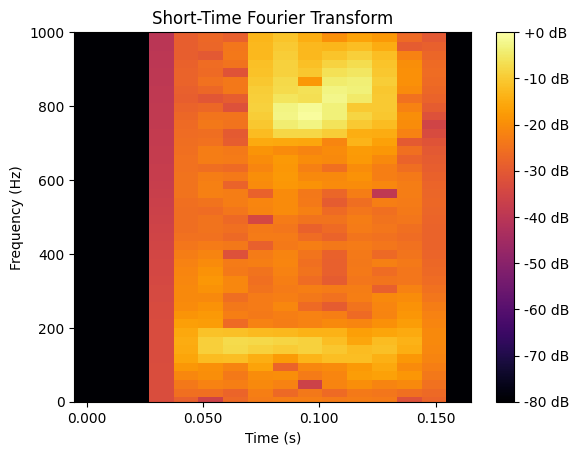 Short-Time Fourier Transform
Frequency (Hz)
1000
800
600
400
200
0
0.000
0.050
0.100
0.150
Time (s)
+0 dB
-10 dB
-20 dB
-30 dB
-40 dB
-50 dB
-60 dB
-70 dB
-80 dB